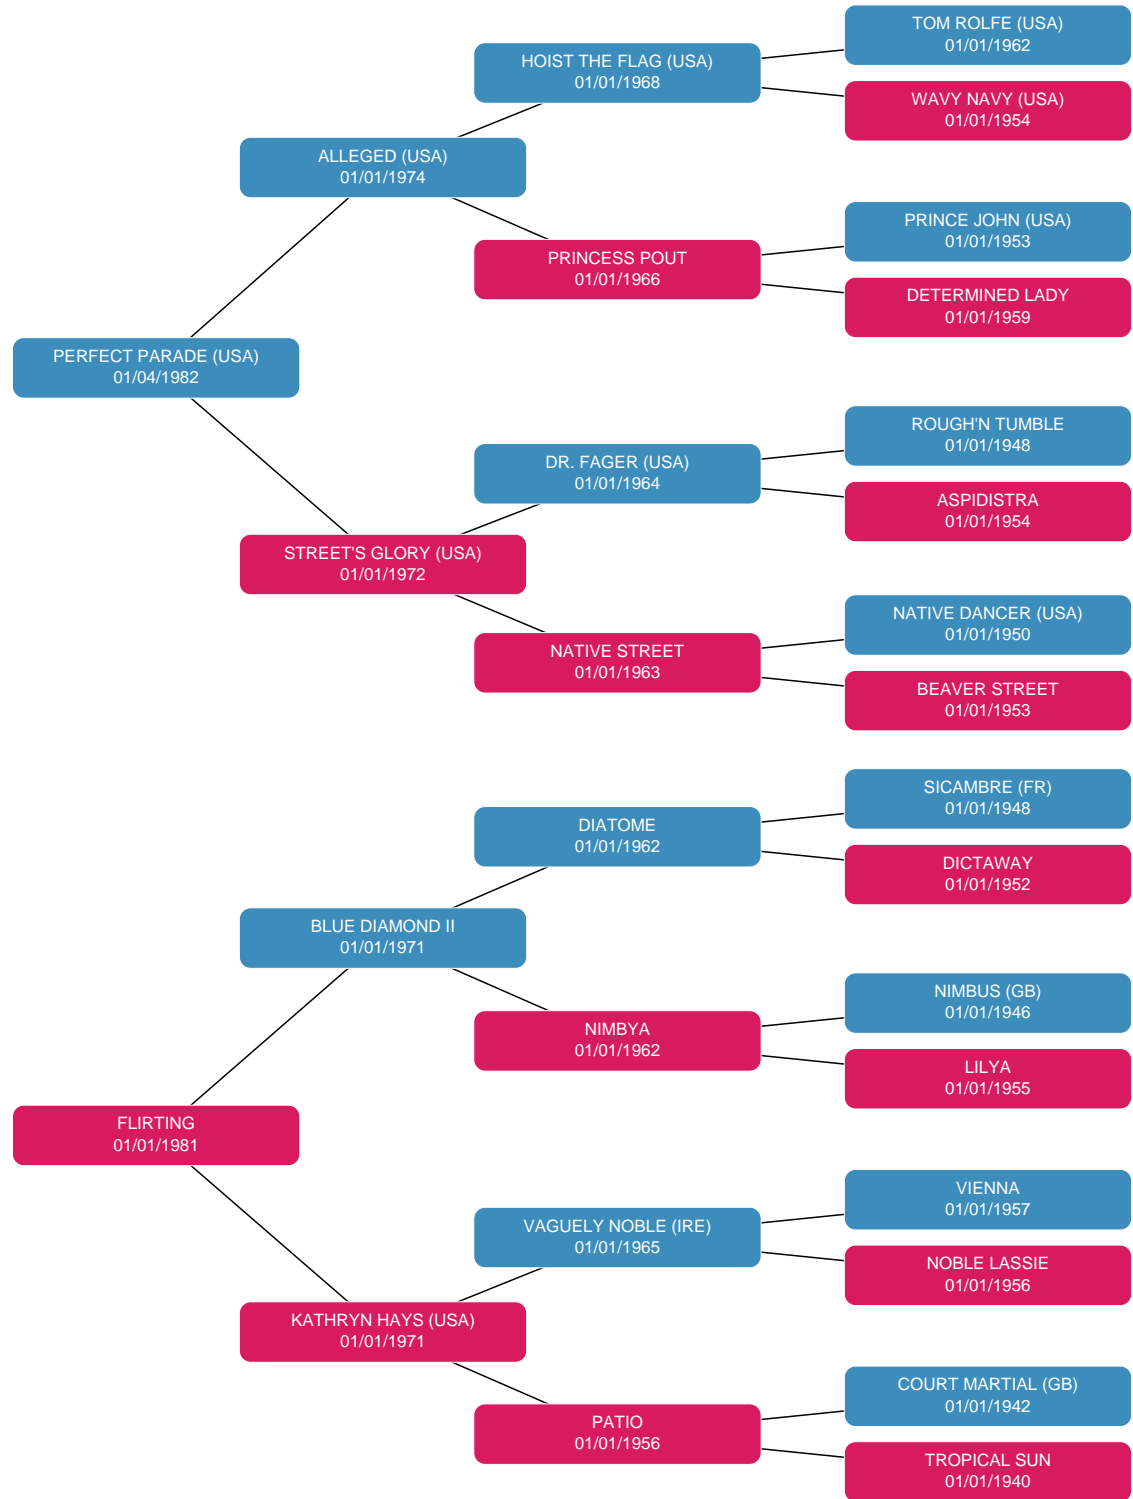 TOM ROLFE (USA)
01/01/1962
HOIST THE FLAG (USA)
01/01/1968
WAVY NAVY (USA)
01/01/1954
ALLEGED (USA)
01/01/1974
PRINCE JOHN (USA)
01/01/1953
PRINCESS POUT
01/01/1966
DETERMINED LADY
01/01/1959
PERFECT PARADE (USA)
01/04/1982
ROUGH'N TUMBLE
01/01/1948
DR. FAGER (USA)
01/01/1964
ASPIDISTRA
01/01/1954
STREET'S GLORY (USA)
01/01/1972
NATIVE DANCER (USA)
01/01/1950
NATIVE STREET
01/01/1963
BEAVER STREET
01/01/1953
SICAMBRE (FR)
01/01/1948
DIATOME
01/01/1962
DICTAWAY
01/01/1952
BLUE DIAMOND II
01/01/1971
NIMBUS (GB)
01/01/1946
NIMBYA
01/01/1962
LILYA
01/01/1955
FLIRTING
01/01/1981
VIENNA
01/01/1957
VAGUELY NOBLE (IRE)
01/01/1965
NOBLE LASSIE
01/01/1956
KATHRYN HAYS (USA)
01/01/1971
COURT MARTIAL (GB)
01/01/1942
PATIO
01/01/1956
TROPICAL SUN
01/01/1940